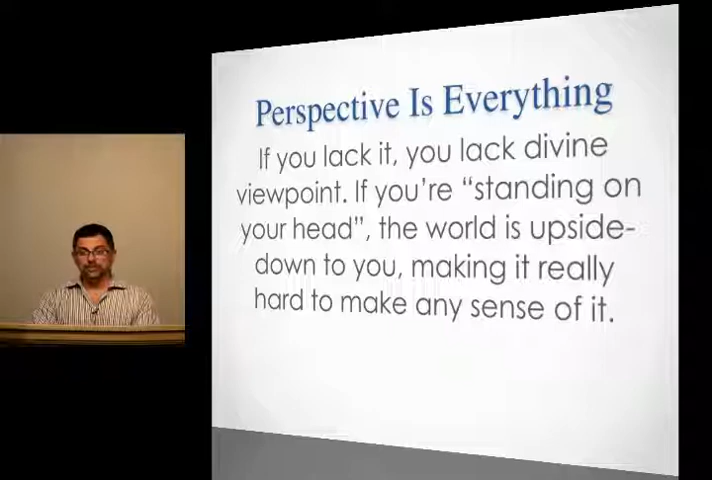 Perspective Is Everything
If you lack it, you lack divine
viewpoint. If you're “standing on
your head”, the world is upside-
down to you, making it really
hard to make any sense of it.